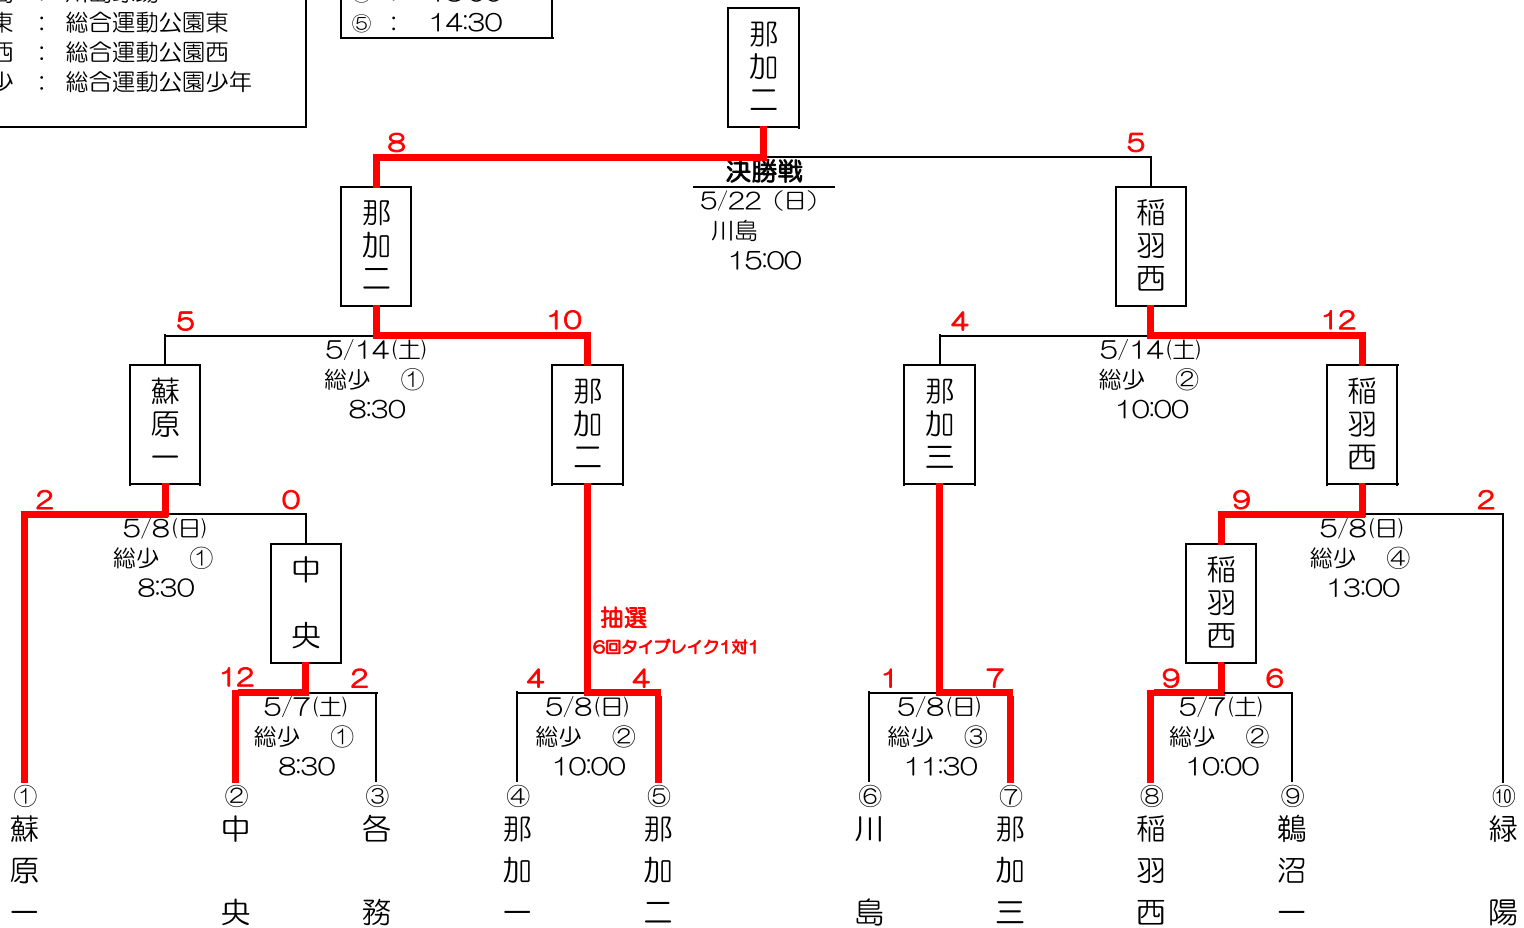 東 : 総合運動公園東
西 : 総合運動公園西
少 : 総合運動公園少年
⑤ : 14:30
那加二
8 5
決勝戦
5/22(日)
川島
15:00
那加二
稲羽西
5 10
5/14(土)
総少 ①
8:30
4 12
5/14(土)
総少 ②
10:00
蘇原一
那加二
那加三
稲羽西
2 0
5/8(日)
総少 ①
8:30
9 2
5/8(日)
総少 ④
13:00
中央
稲羽西
抽選
6回タイブレイク1対1
12 2
5/7(土)
総少 ①
8:30
4 4
5/8(日)
総少 ②
10:00
1 7
5/8(日)
総少 ③
11:30
9 6
5/7(土)
総少 ②
10:00
① 蘇原一
② 中央
③ 各務
④ 那加一
⑤ 那加二
⑥ 川島
⑦ 那加三
⑧ 稲羽西
⑨ 鵜沼一
⑩ 緑陽